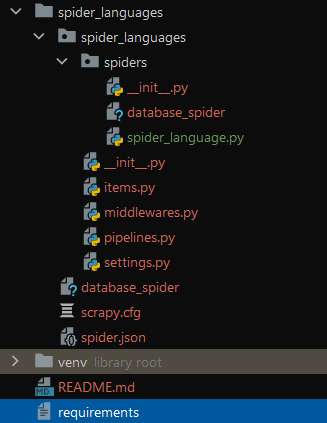 spider_languages
spider_languages
spiders
__init__.py
database_spider
spider_language.py
__init__.py
items.py
middlewares.py
pipelines.py
settings.py
database_spider
scrapy.cfg
spider.json
venv library root
README.md
requirements